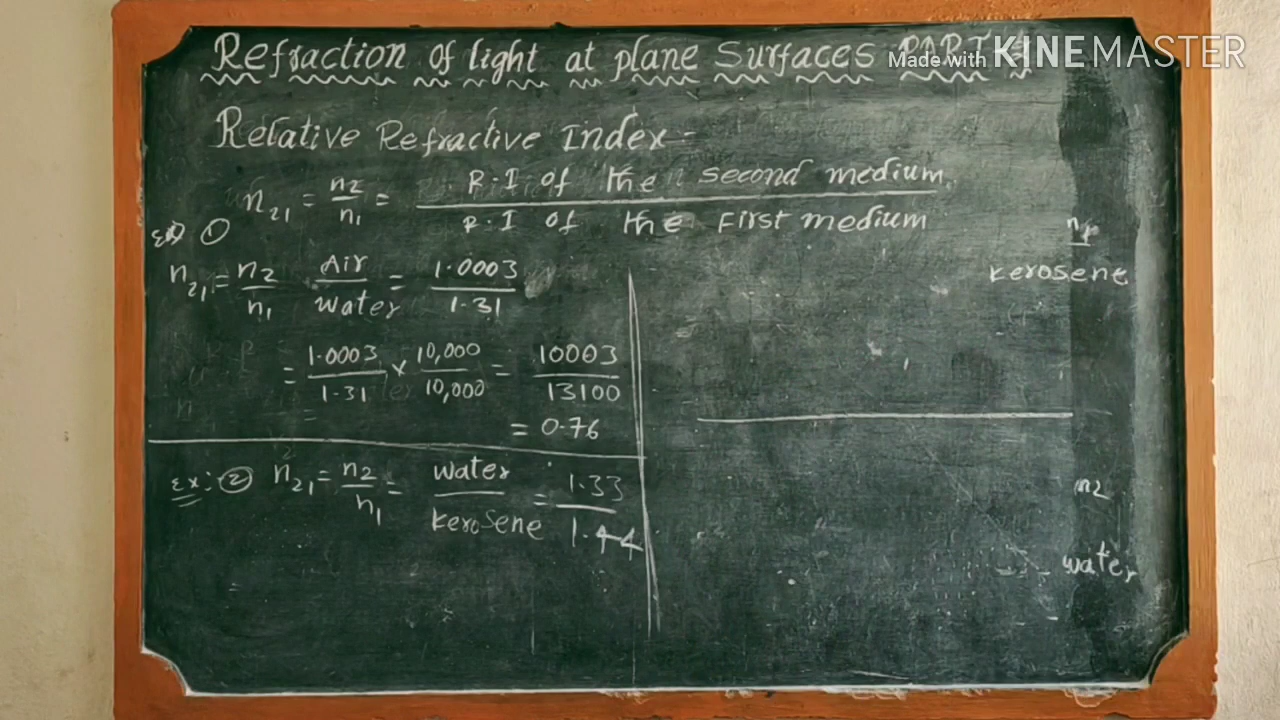 Refraction of light at plane surfaces PART
Made with KINEMASTER
Relative Refractive Index:-
n21 = n2/n1 = R.I of the second medium / R.I of the First medium
Ex ①
n21 = n2/n1 Air/water = 1.0003/1.31
= 1.0003/1.31 × 10,000/10,000 = 10003/13100
= 0.76
Ex:- ② n21 = n2/n1 = water/kerosene = 1.33/1.44
n1
kerosene
n2
water